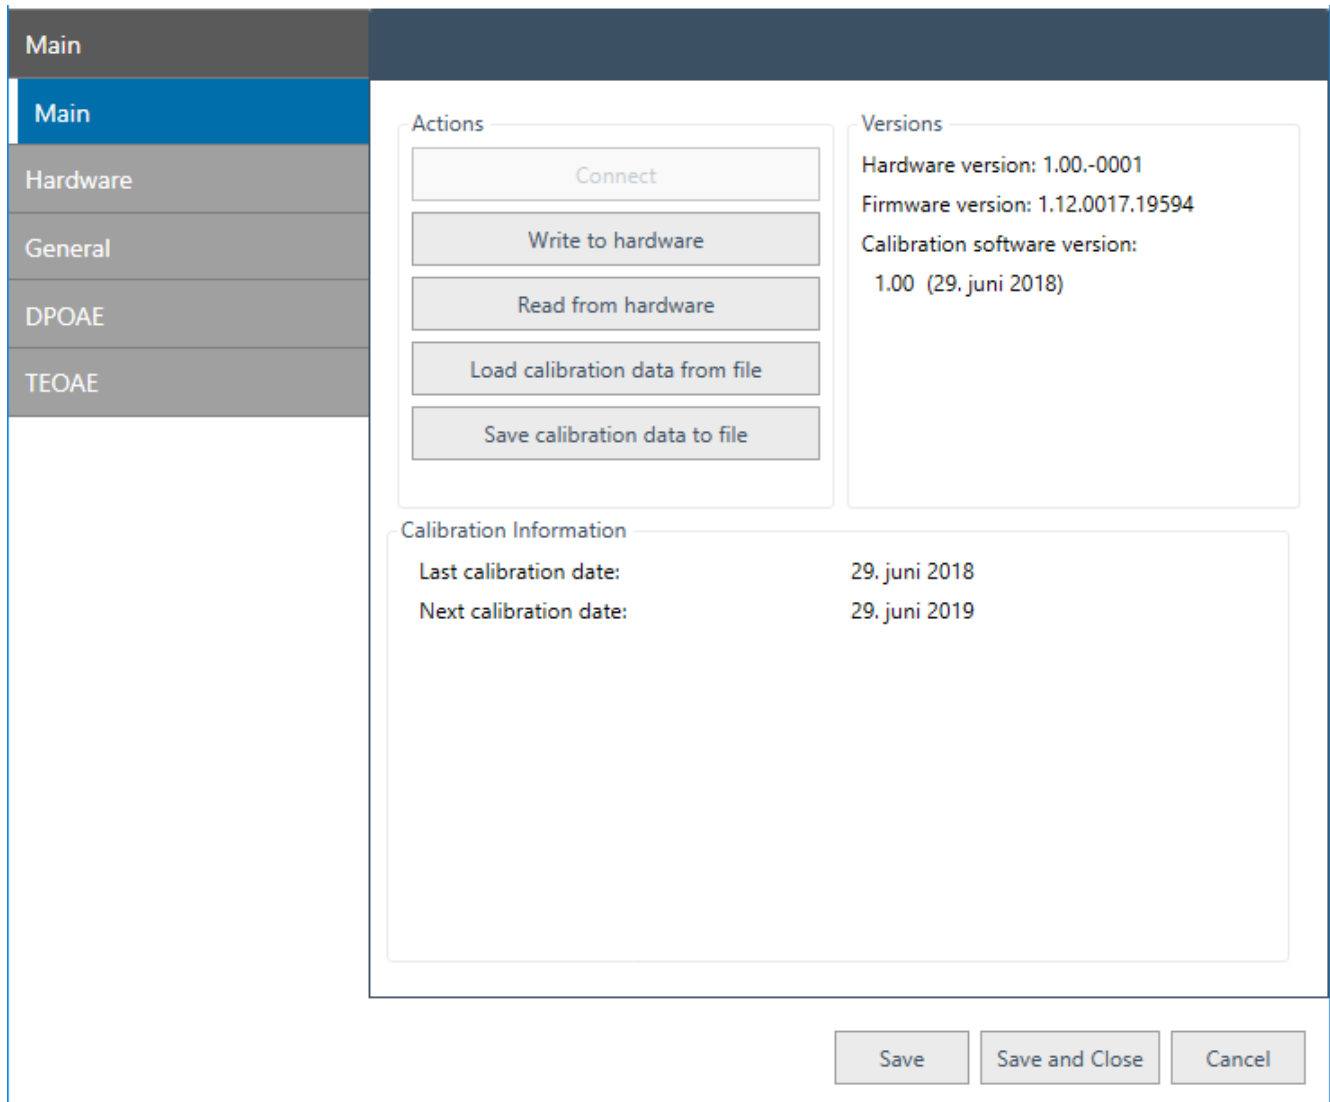 Main
Main
Hardware
General
DPOAE
TEOAE
Actions
Connect
Write to hardware
Read from hardware
Load calibration data from file
Save calibration data to file
Versions
Hardware version: 1.00.-0001
Firmware version: 1.12.0017.19594
Calibration software version:
1.00 (29. juni 2018)
Calibration Information
Last calibration date: 29. juni 2018
Next calibration date: 29. juni 2019
Save Save and Close Cancel